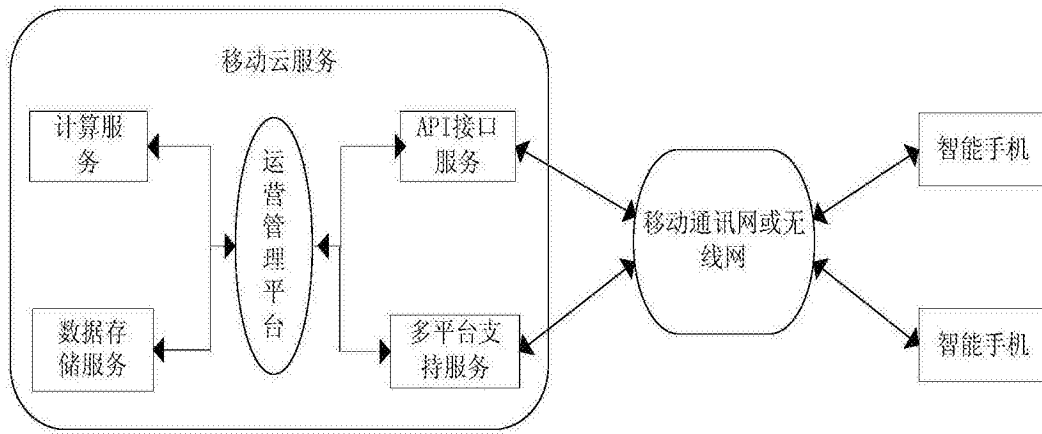 移动云服务
计算服
务
运
营
管
理
平
台
API接口
服务
数据存
储服务
多平台支
持服务
移动通讯网或无
线网
智能手机
智能手机